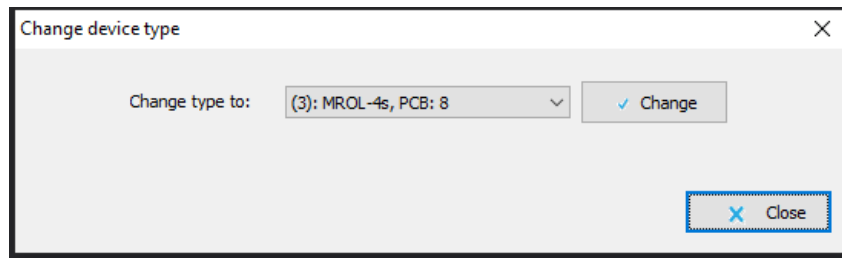 Change device type
Change type to: (3): MROL-4s, PCB: 8 Change
Close